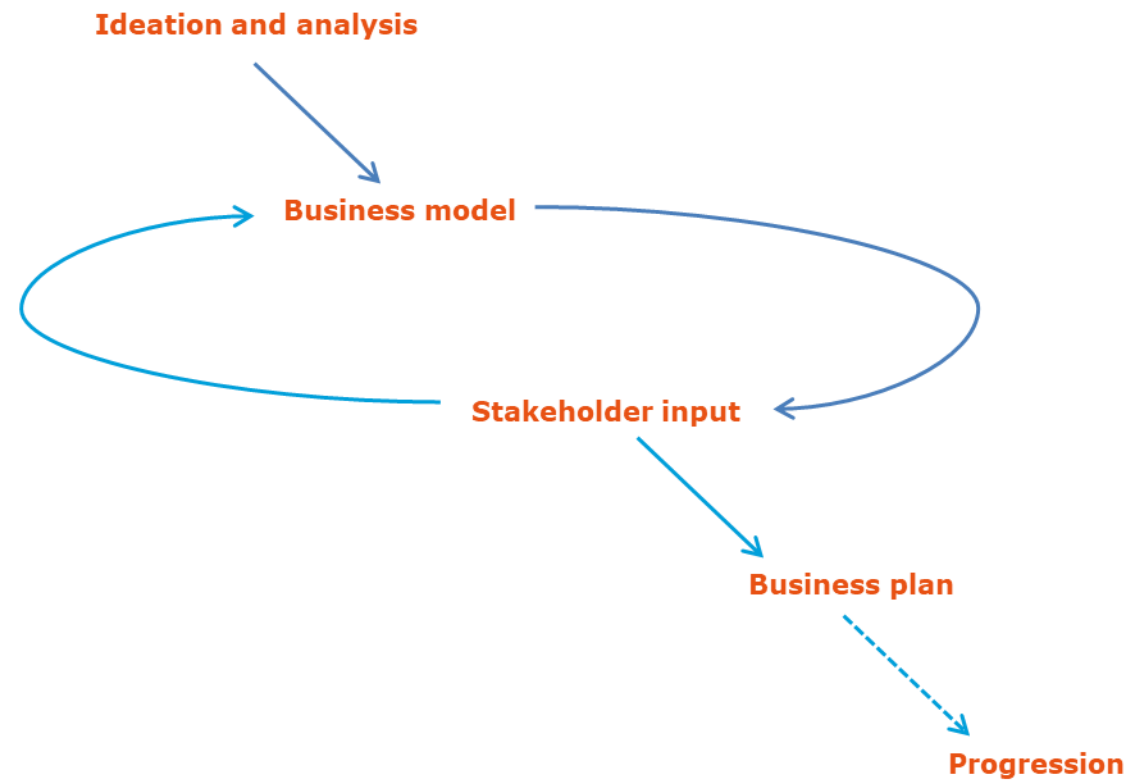 Ideation and analysis
Business model
Stakeholder input
Business plan
Progression